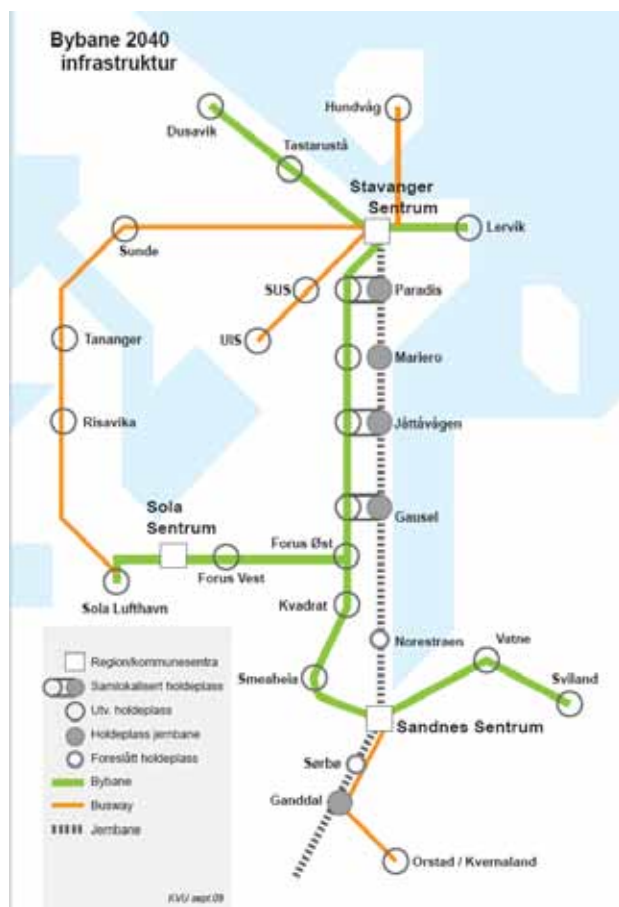 Bybane 2040
infrastruktur
Hundvåg
Dusavik
Tastarustå
Stavanger
Sentrum
Lervik
Sunde
SUS
Paradis
UIS
Tananger
Mariero
Risavika
Jåttåvågen
Sola
Sentrum
Gausel
Forus Øst
Forus Vest
Sola Lufthavn
Kvadrat
Norestraen
Vatne
Smeaheia
Sviland
Sandnes Sentrum
Sørbø
Ganddal
Orstad / Kvernaland
Region/kommunesentra
Samlokalisert holdeplass
Utv. holdeplass
Holdeplass jernbane
Foreslått holdeplass
Bybane
Busway
Jernbane
KVU sept.09